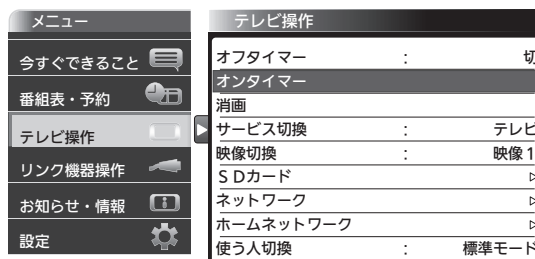 メニュー
今すぐできること
番組表・予約
テレビ操作
リンク機器操作
お知らせ・情報
設定
テレビ操作
オフタイマー : 切
オンタイマー
消画
サービス切換 : テレビ
映像切換 : 映像1
SDカード
ネットワーク
ホームネットワーク
使う人切換 : 標準モード